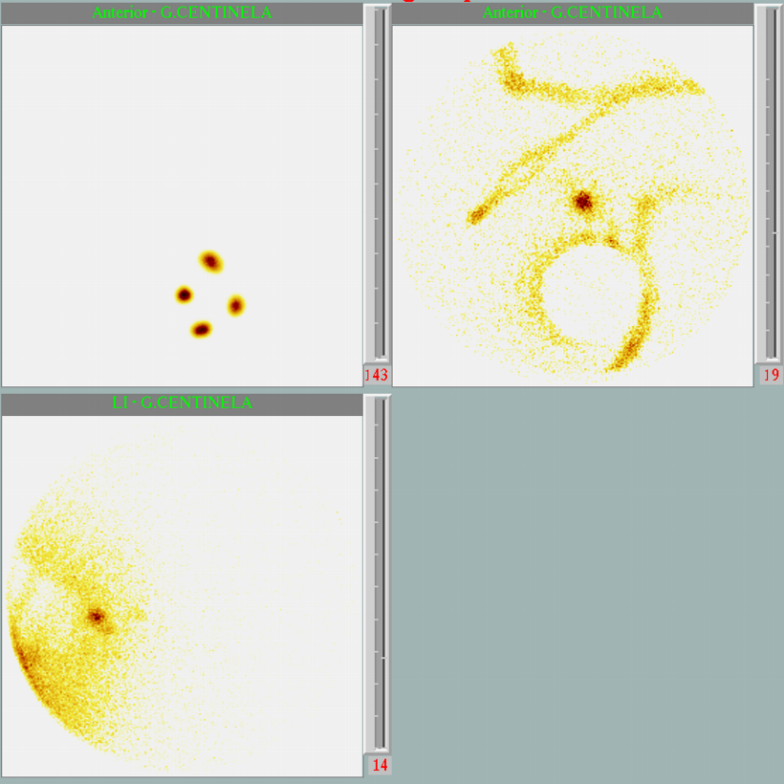 Anterior - G.CENTINELA
Anterior - G.CENTINELA
143
19
LI - G.CENTINELA
14